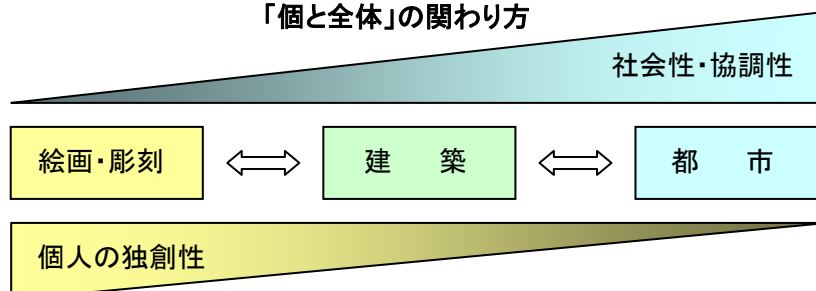 「個と全体」の関わり方
社会性・協調性
絵画・彫刻
建　築
都　市
個人の独創性